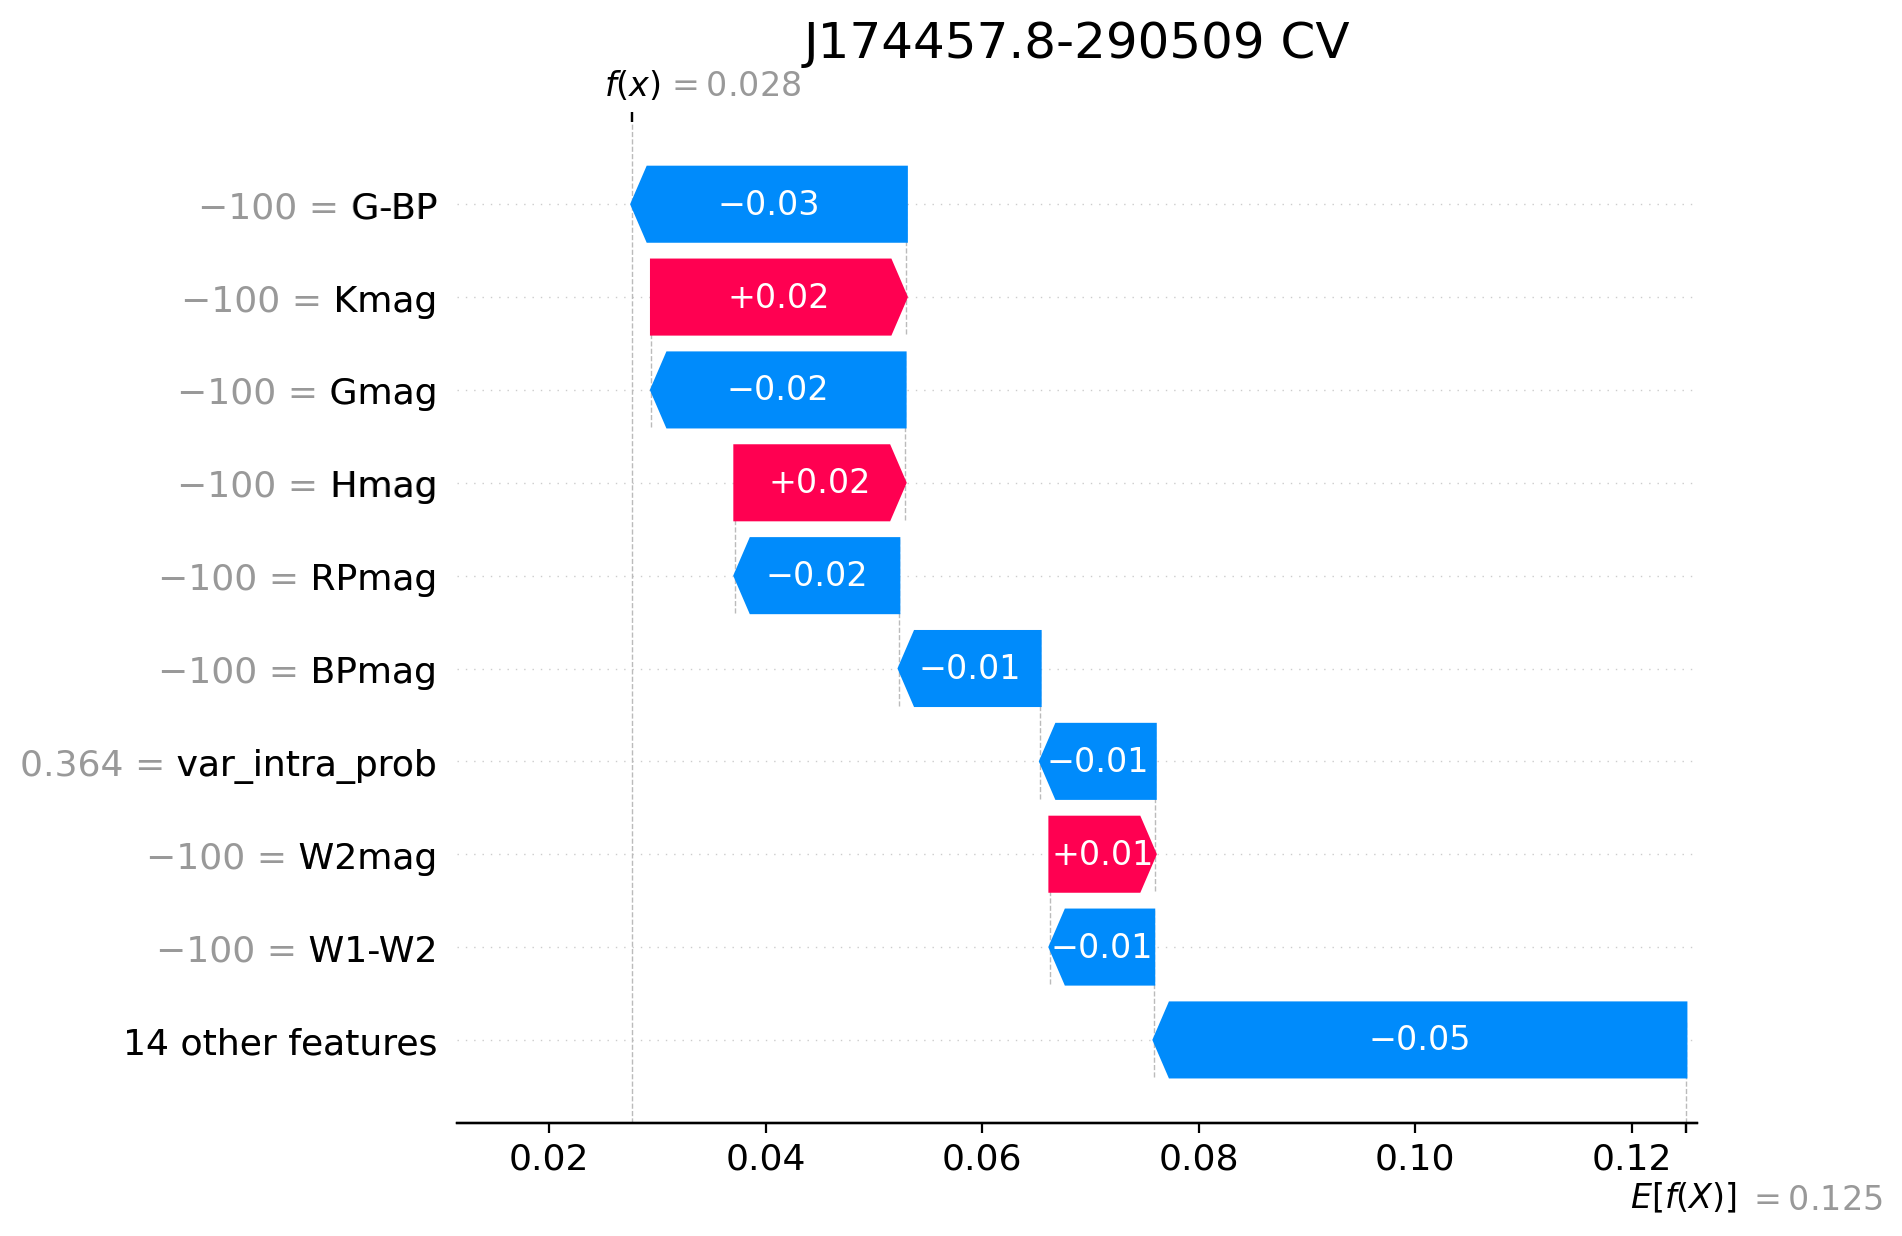 J174457.8-290509 CV
f(x) = 0.028
−100 = G-BP
−0.03
−100 = Kmag
+0.02
−100 = Gmag
−0.02
−100 = Hmag
+0.02
−100 = RPmag
−0.02
−100 = BPmag
−0.01
0.364 = var_intra_prob
−0.01
−100 = W2mag
+0.01
−100 = W1-W2
−0.01
14 other features
−0.05
0.02 0.04 0.06 0.08 0.10 0.12
E[f(X)] = 0.125